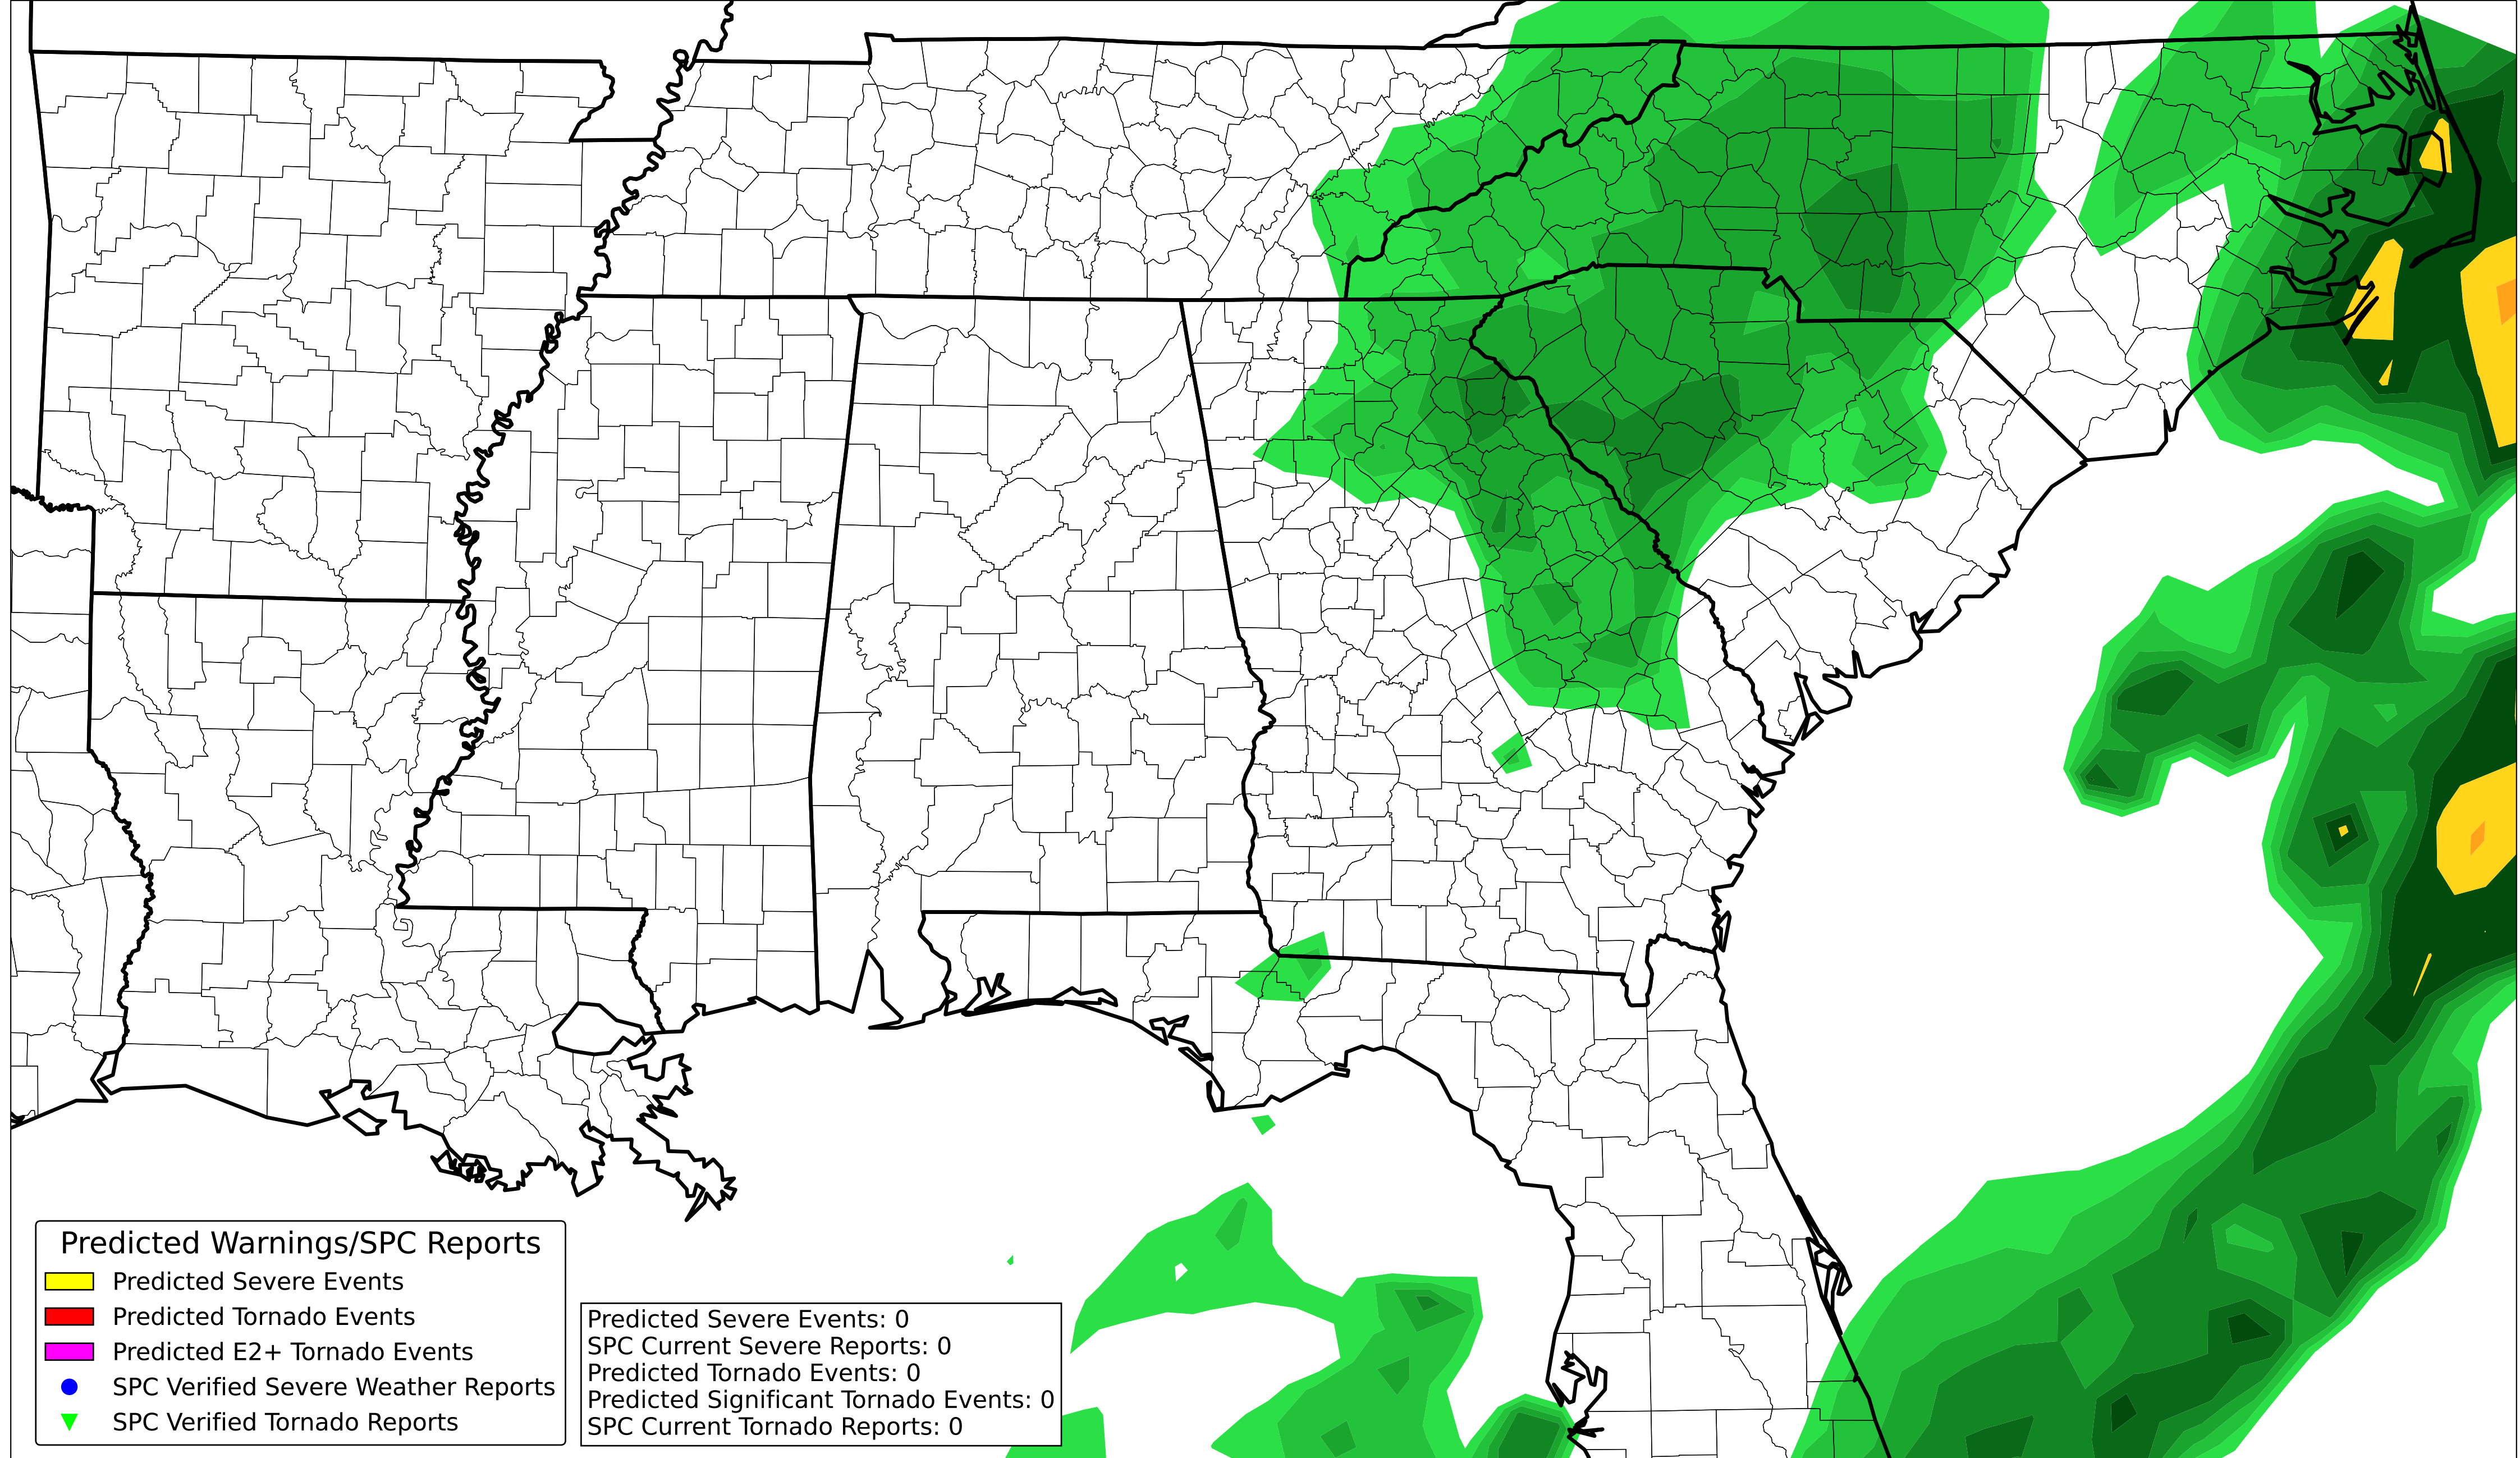 Predicted Warnings/SPC Reports
Predicted Severe Events
Predicted Tornado Events
Predicted E2+ Tornado Events
SPC Verified Severe Weather Reports
SPC Verified Tornado Reports
Predicted Severe Events: 0
SPC Current Severe Reports: 0
Predicted Tornado Events: 0
Predicted Significant Tornado Events: 0
SPC Current Tornado Reports: 0